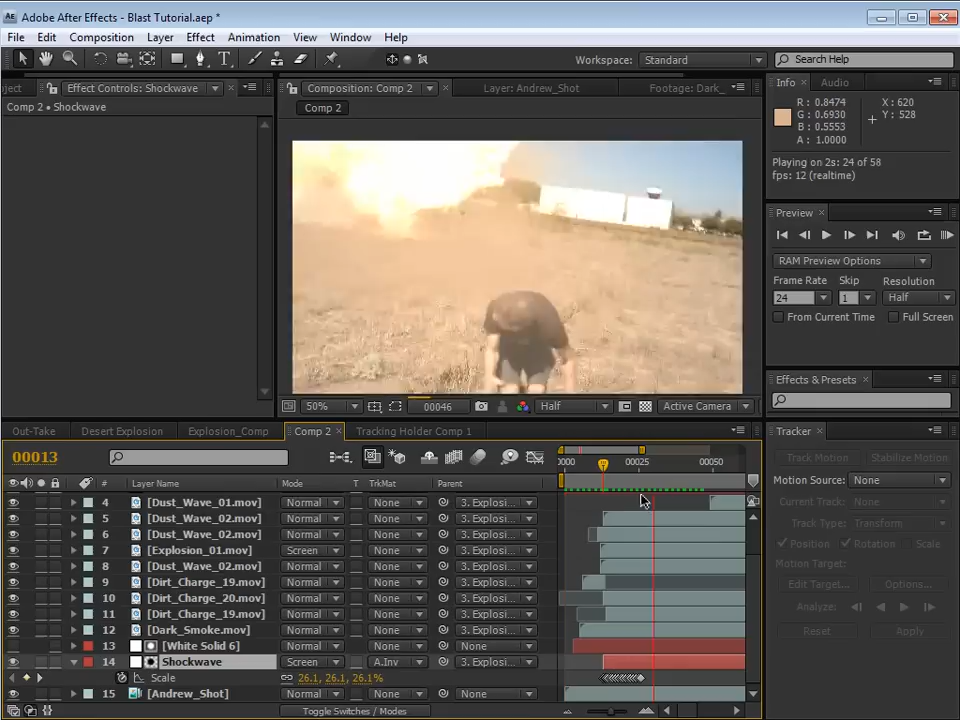 Adobe After Effects - Blast Tutorial.aep *
File Edit Composition Layer Effect Animation View Window Help
Workspace: Standard Search Help
ject Effect Controls: Shockwave
Comp 2 • Shockwave
Composition: Comp 2 Layer: Andrew_Shot Footage: Dark_
Comp 2
50% 00046 Half Active Camera
Info Audio
R : 0.8474 X : 620
G : 0.6930 Y : 528
B : 0.5553
A : 1.0000
Playing on 2s: 24 of 58
fps: 12 (realtime)
Preview
RAM Preview Options
Frame Rate Skip Resolution
24 1 Half
From Current Time Full Screen
Effects & Presets
Tracker
Track Motion Stabilize Motion
Motion Source: None
Current Track: None
Track Type: Transform
Position Rotation Scale
Motion Target:
Edit Target... Options...
Analyze:
Reset Apply
Out-Take Desert Explosion Explosion_Comp Comp 2 Tracking Holder Comp 1
00013
0000 00025 00050
# Layer Name Mode T TrkMat Parent
4 [Dust_Wave_01.mov] Normal None 3. Explosi...
5 [Dust_Wave_02.mov] Normal None 3. Explosi...
6 [Dust_Wave_02.mov] Normal None 3. Explosi...
7 [Explosion_01.mov] Screen None 3. Explosi...
8 [Dust_Wave_02.mov] Normal None 3. Explosi...
9 [Dirt_Charge_19.mov] Normal None 3. Explosi...
10 [Dirt_Charge_20.mov] Normal None 3. Explosi...
11 [Dirt_Charge_19.mov] Normal None 3. Explosi...
12 [Dark_Smoke.mov] Normal None 3. Explosi...
13 [White Solid 6] Normal None None
14 Shockwave Screen A.Inv 3. Explosi...
Scale 26.1, 26.1, 26.1%
15 [Andrew_Shot] Normal None None
Toggle Switches / Modes